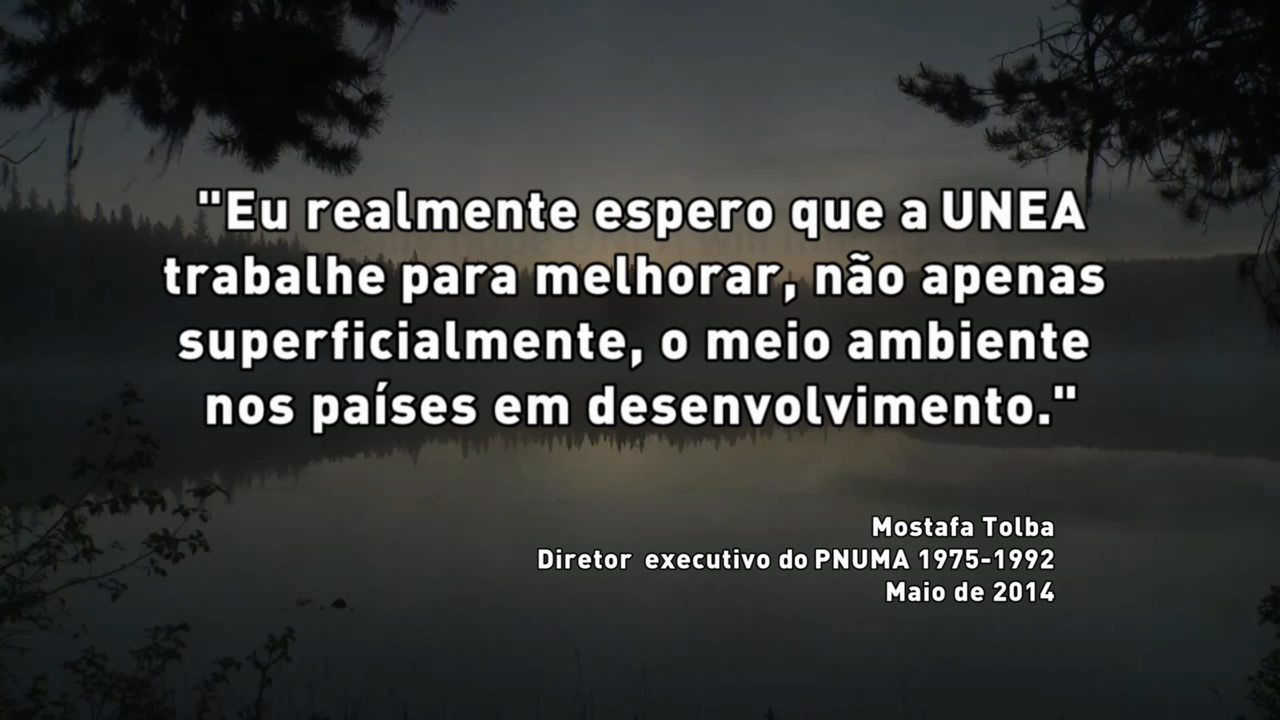 "Eu realmente espero que a UNEA
trabalhe para melhorar, não apenas
superficialmente, o meio ambiente
nos países em desenvolvimento."
Mostafa Tolba
Diretor executivo do PNUMA 1975-1992
Maio de 2014